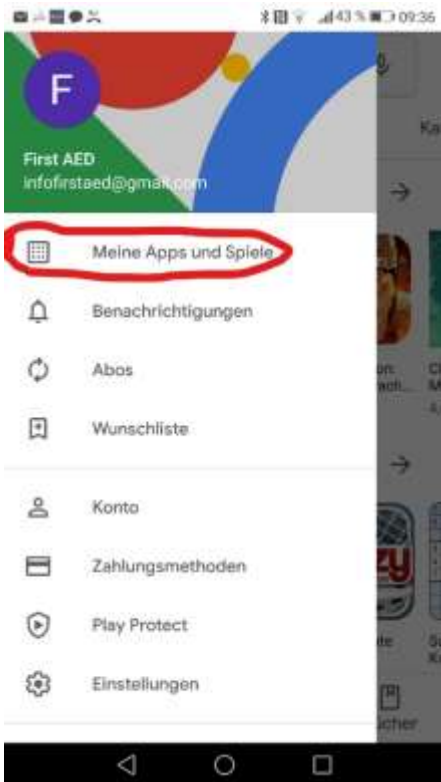 43 % 09:36
F
First AED
infofirstaed@gmail.com
Meine Apps und Spiele
Benachrichtigungen
Abos
Wunschliste
Konto
Zahlungsmethoden
Play Protect
Einstellungen
Ka